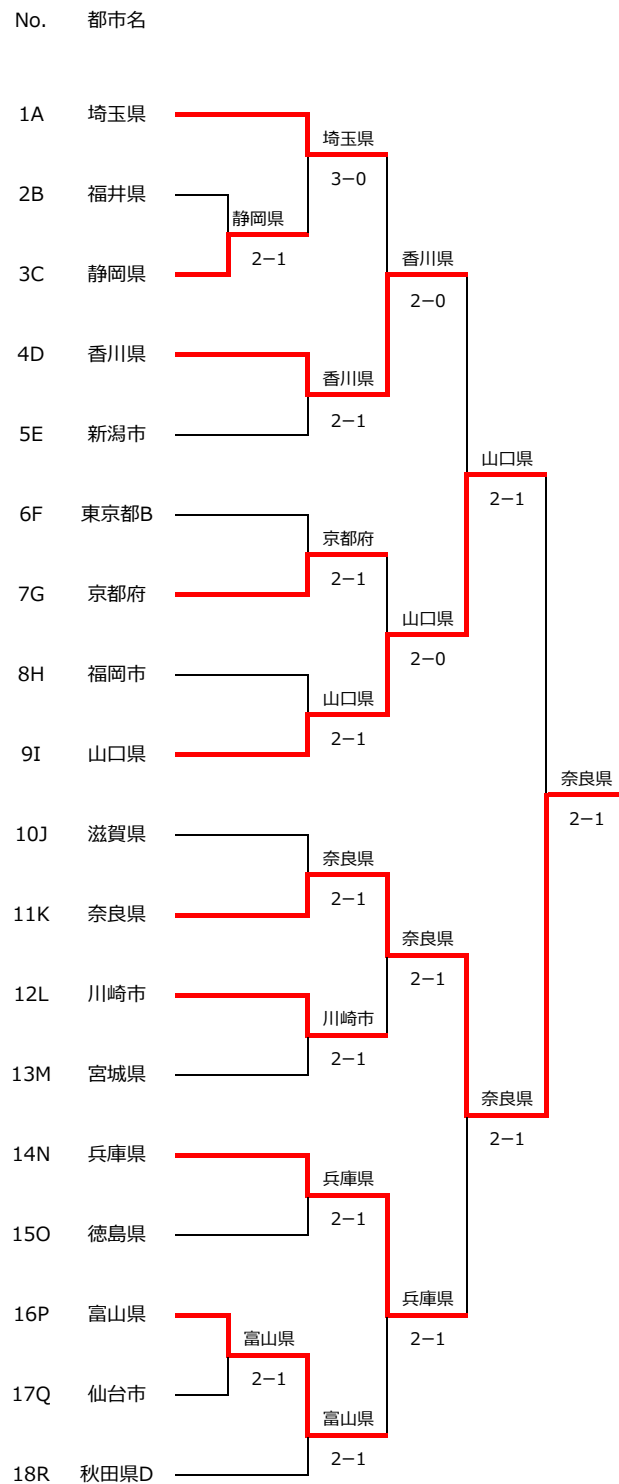 No. 都市名
1A 埼玉県
埼玉県
3−0
2B 福井県
静岡県
2−1
3C 静岡県
香川県
2−0
4D 香川県
香川県
2−1
5E 新潟市
山口県
2−1
6F 東京都B
京都府
2−1
7G 京都府
山口県
2−0
8H 福岡市
山口県
2−1
9I 山口県
奈良県
2−1
10J 滋賀県
奈良県
2−1
11K 奈良県
奈良県
2−1
12L 川崎市
川崎市
2−1
13M 宮城県
奈良県
2−1
14N 兵庫県
兵庫県
2−1
15O 徳島県
兵庫県
2−1
16P 富山県
富山県
2−1
17Q 仙台市
富山県
2−1
18R 秋田県D